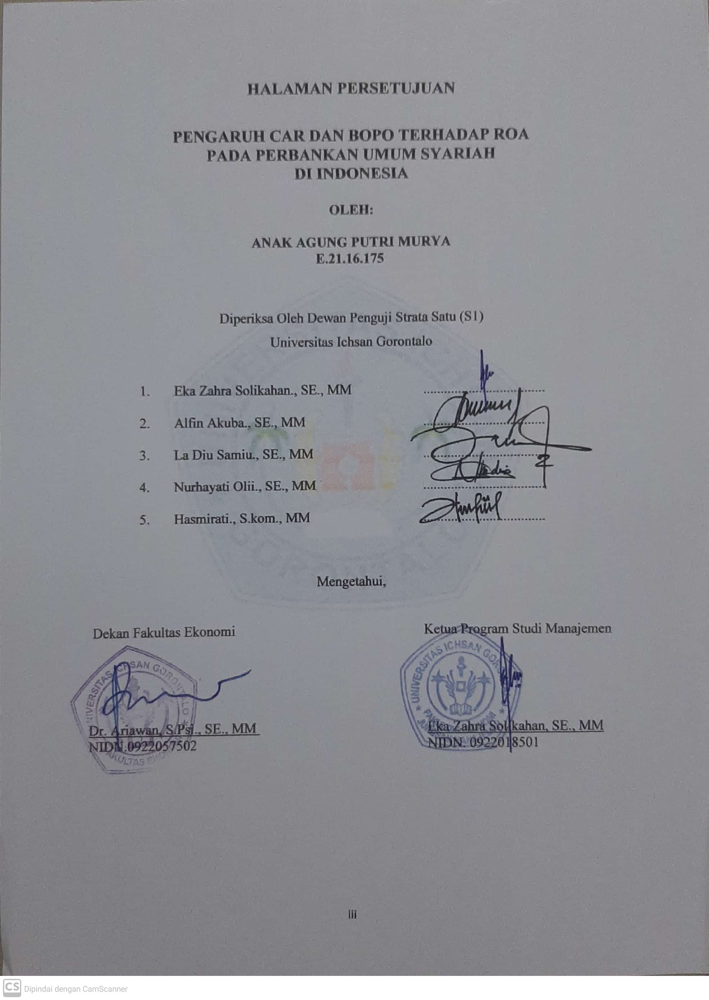 HALAMAN PERSETUJUAN
PENGARUH CAR DAN BOPO TERHADAP ROA
PADA PERBANKAN UMUM SYARIAH
DI INDONESIA
OLEH:
ANAK AGUNG PUTRI MURYA
E.21.16.175
Diperiksa Oleh Dewan Penguji Strata Satu (S1)
Universitas Ichsan Gorontalo
1. Eka Zahra Solikahan., SE., MM
2. Alfin Akuba., SE., MM
3. La Diu Samiu., SE., MM
4. Nurhayati Olii., SE., MM
5. Hasmirati., S.kom., MM
Mengetahui,
Dekan Fakultas Ekonomi
Dr. Ariawan, S.Psi., SE., MM
NIDN.0922057502
Ketua Program Studi Manajemen
UNIVERSITAS ICHSAN
Eka Zahra Solikahan, SE., MM
NIDN. 0922018501
iii
CS Dipindai dengan CamScanner